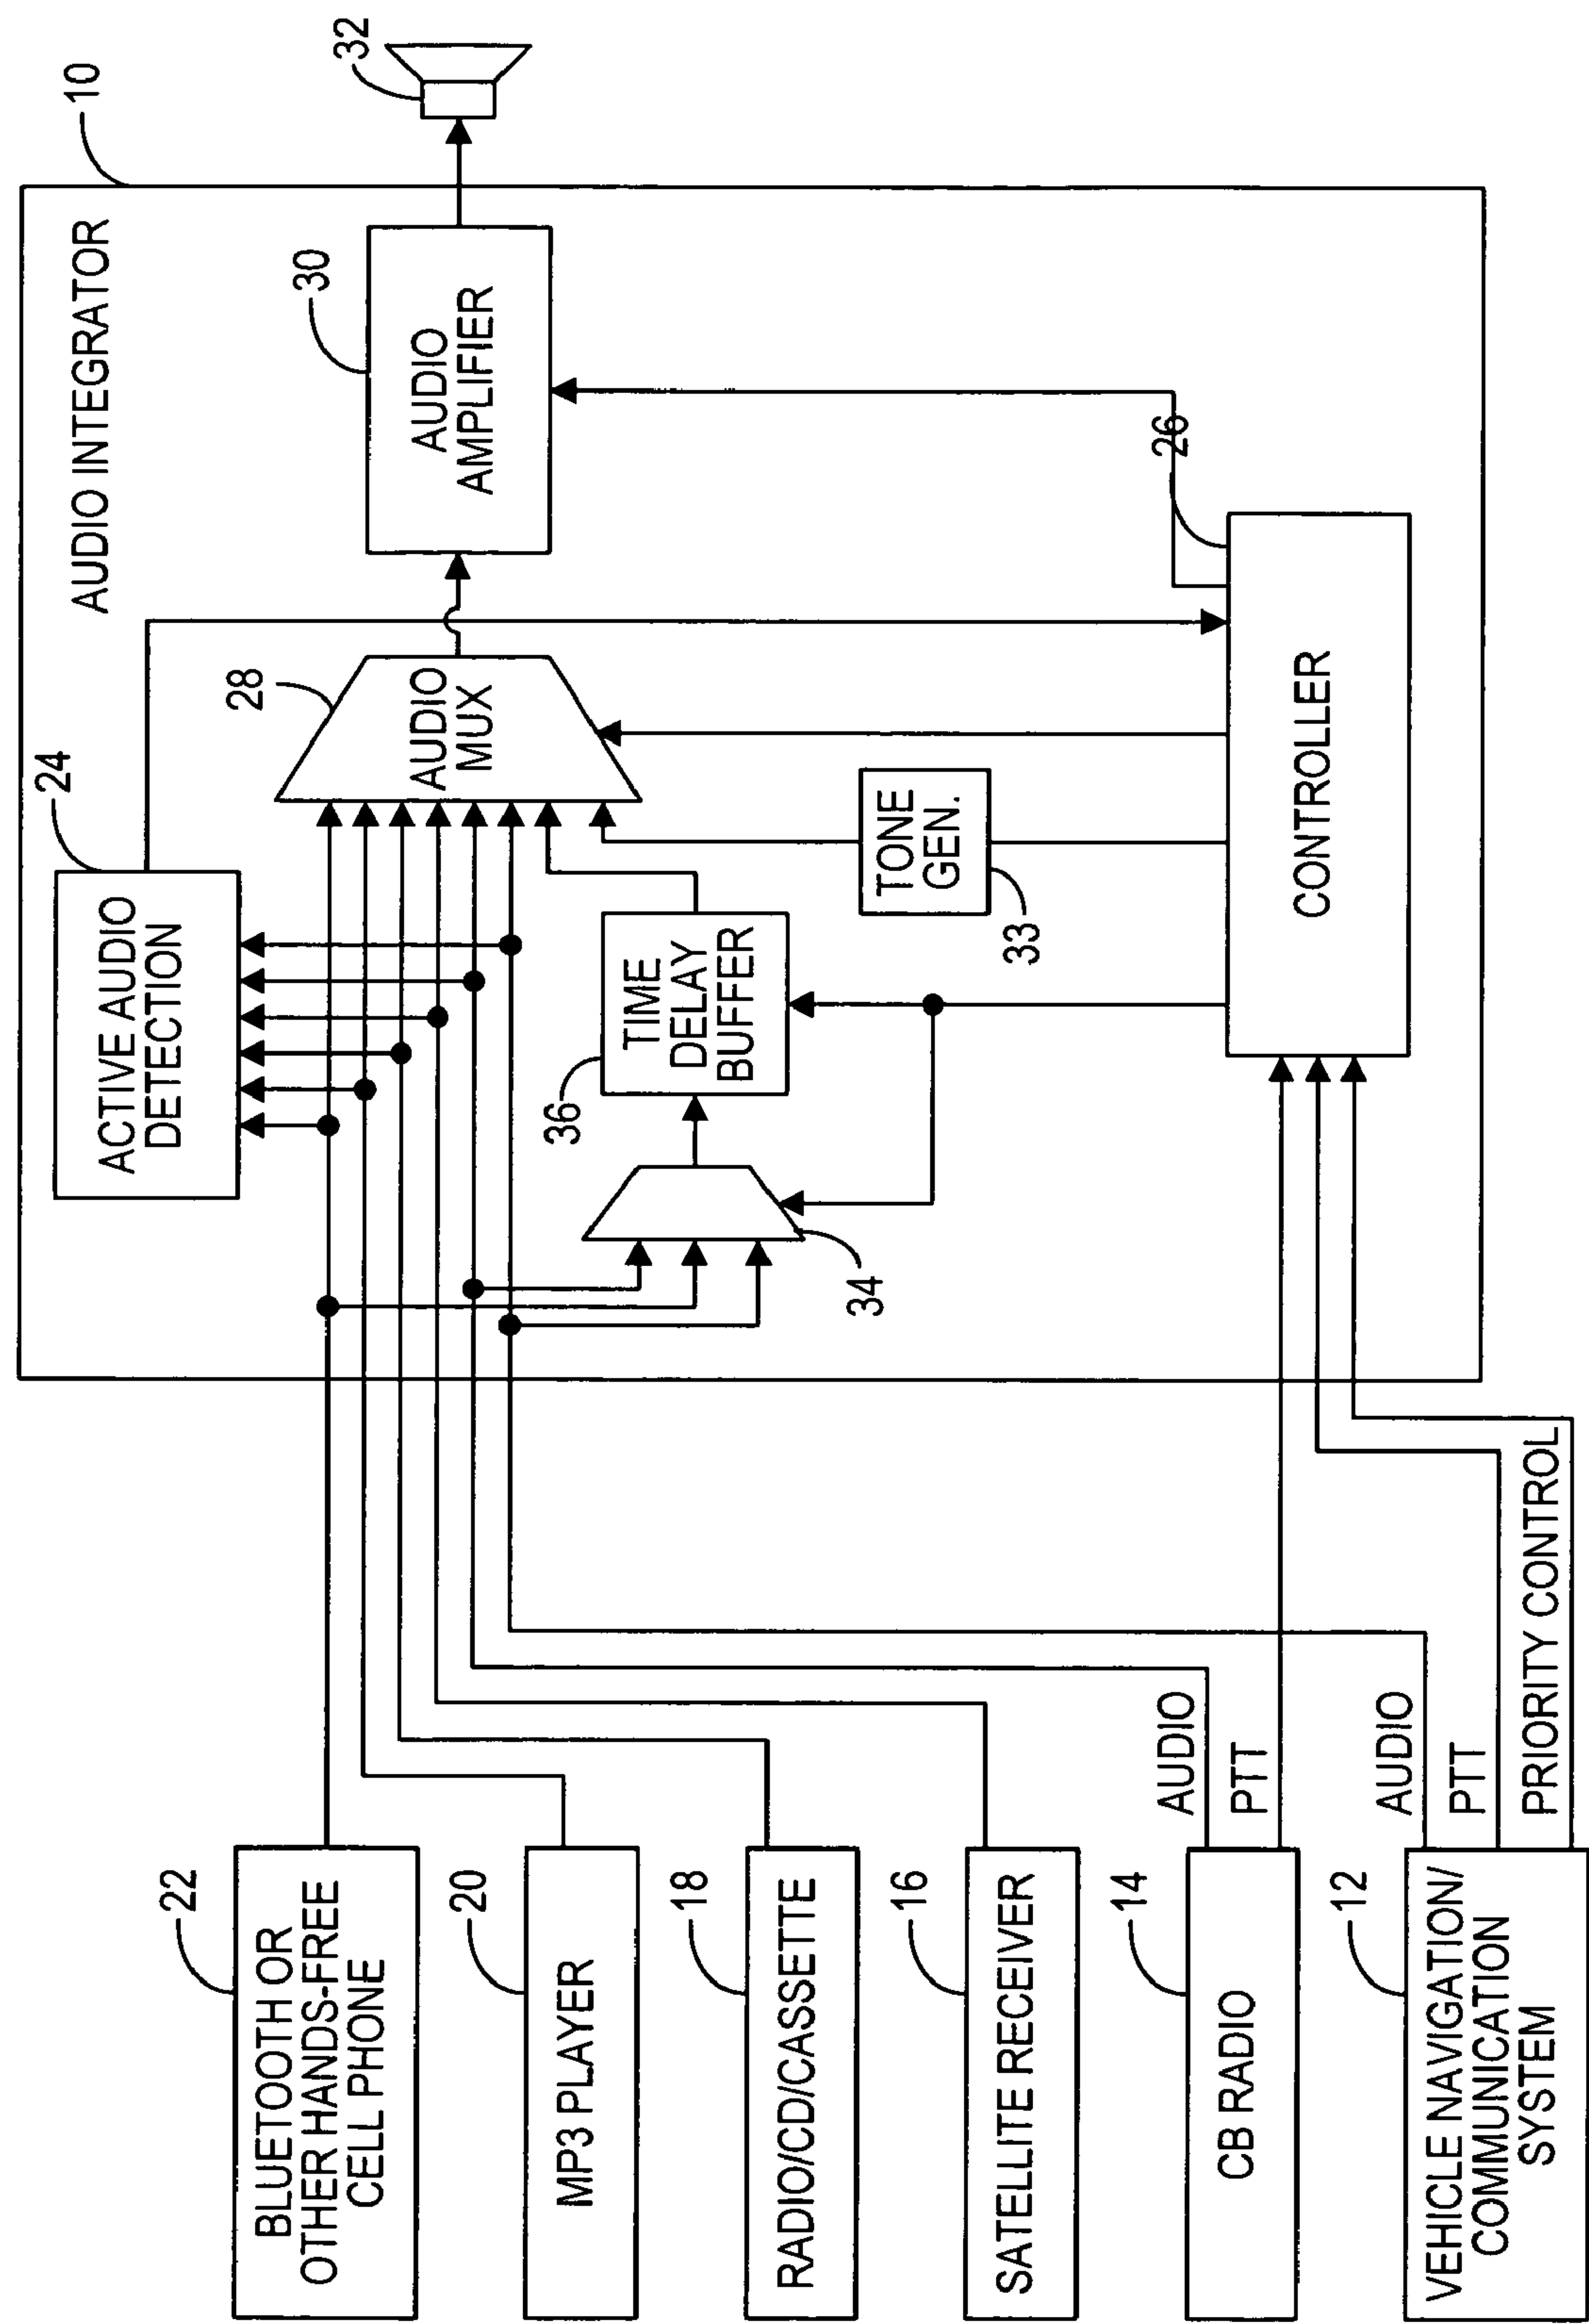 22
BLUETOOTH OR
OTHER HANDS-FREE
CELL PHONE
20
MP3 PLAYER
18
RADIO/CD/CASSETTE
16
SATELLITE RECEIVER
14
CB RADIO
AUDIO
PTT
12
VEHICLE NAVIGATION/
COMMUNICATION
SYSTEM
AUDIO
PTT
PRIORITY CONTROL
10
AUDIO INTEGRATOR
24
ACTIVE AUDIO
DETECTION
28
AUDIO
MUX
30
AUDIO
AMPLIFIER
32
34
36
TIME
DELAY
BUFFER
33
TONE
GEN.
26
CONTROLLER